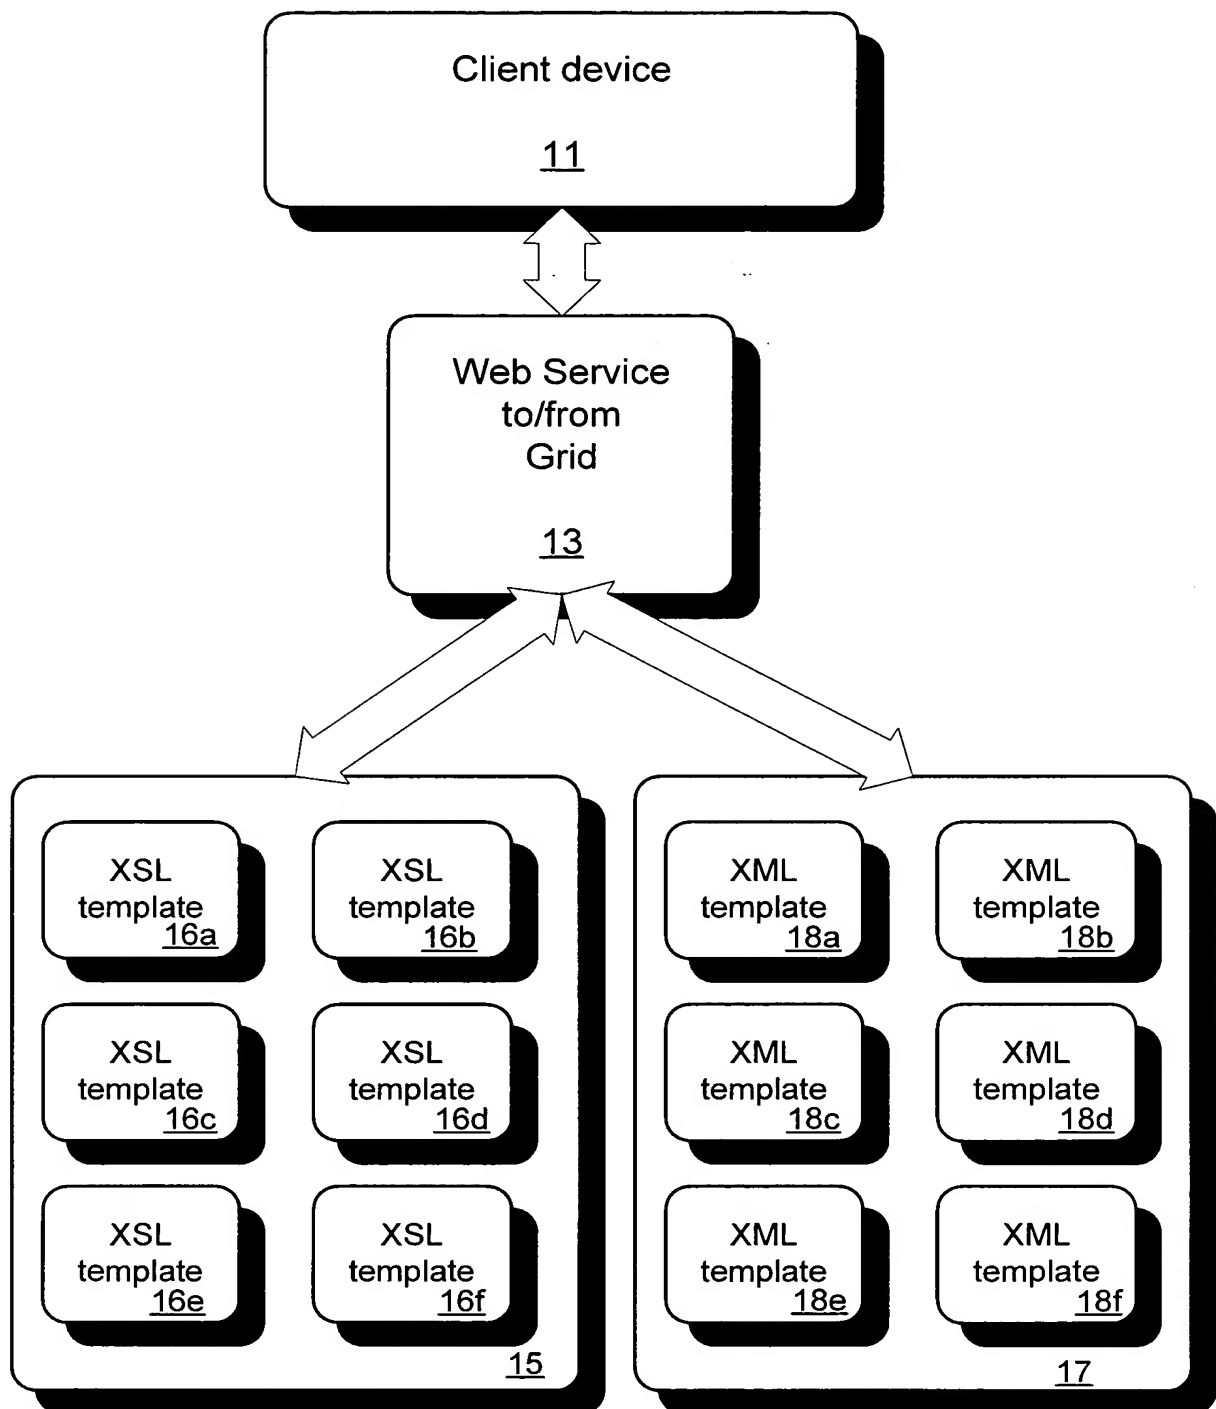 Client device
11
Web Service
to/from
Grid
13
XSL
template
16a
XSL
template
16b
XSL
template
16c
XSL
template
16d
XSL
template
16e
XSL
template
16f
15
XML
template
18a
XML
template
18b
XML
template
18c
XML
template
18d
XML
template
18e
XML
template
18f
17